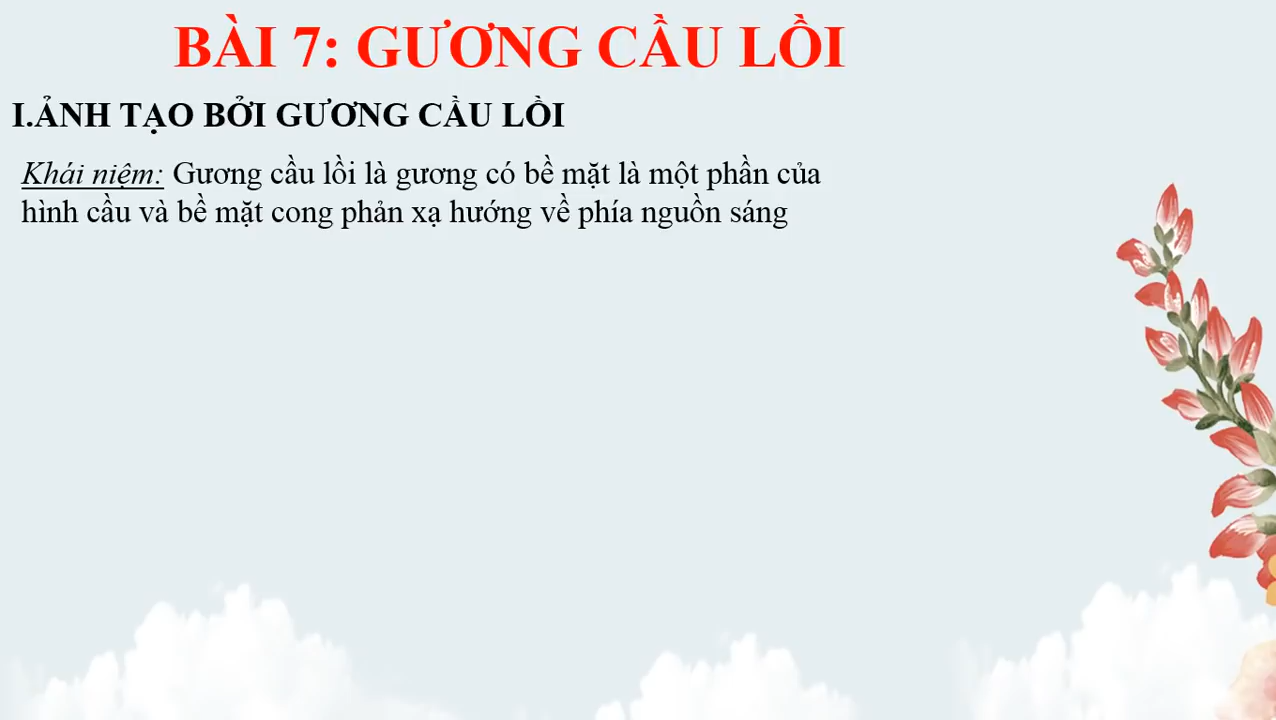 BÀI 7: GƯƠNG CẦU LỒI
I.ẢNH TẠO BỞI GƯƠNG CẦU LỒI
Khái niệm: Gương cầu lồi là gương có bề mặt là một phần của
hình cầu và bề mặt cong phản xạ hướng về phía nguồn sáng